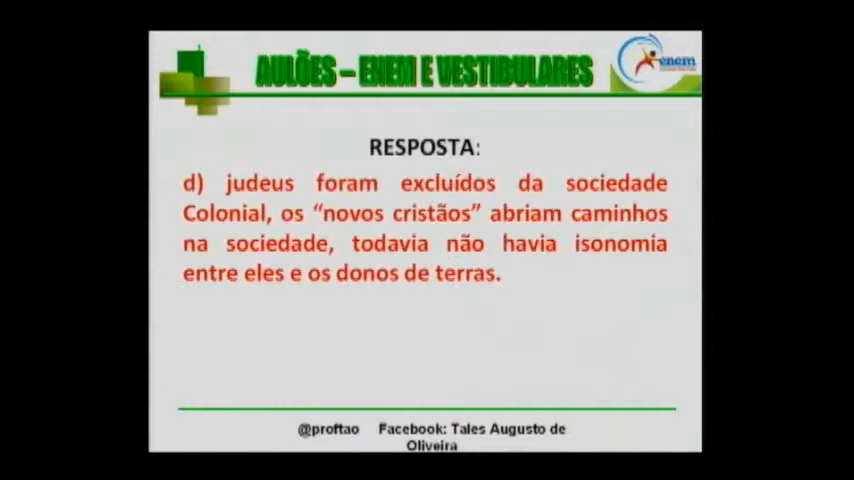 AULÕES – ENEM E VESTIBULARES
enem
RESPOSTA:
d) judeus foram excluídos da sociedade
Colonial, os “novos cristãos” abriam caminhos
na sociedade, todavia não havia isonomia
entre eles e os donos de terras.
@proftao Facebook: Tales Augusto de
Oliveira